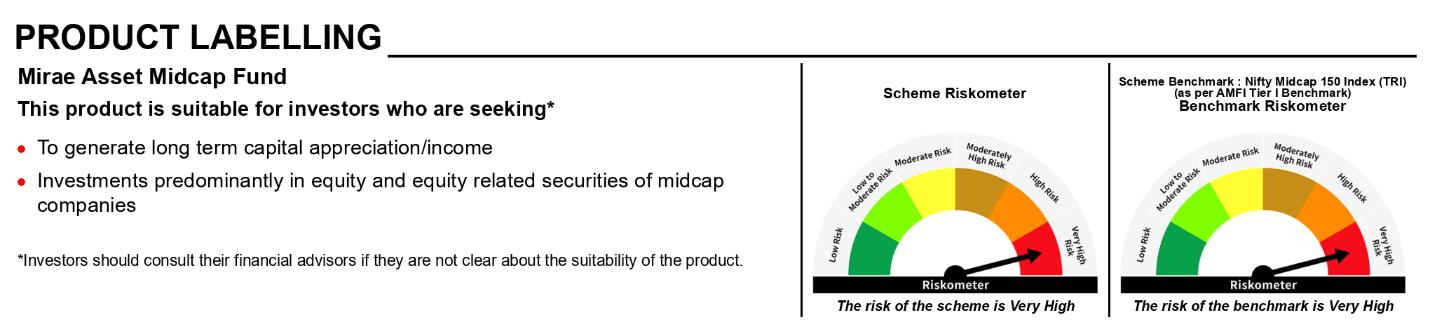 PRODUCT LABELLING
Mirae Asset Midcap Fund
This product is suitable for investors who are seeking*
To generate long term capital appreciation/income
Investments predominantly in equity and equity related securities of midcap
companies
*Investors should consult their financial advisors if they are not clear about the suitability of the product.
Scheme Riskometer
Low Risk
Low to
Moderate Risk
Moderate Risk
Moderately
High Risk
High Risk
Very High
Risk
Riskometer
The risk of the scheme is Very High
Scheme Benchmark : Nifty Midcap 150 Index (TRI)
(as per AMFI Tier I Benchmark)
Benchmark Riskometer
Low Risk
Low to
Moderate Risk
Moderate Risk
Moderately
High Risk
High Risk
Very High
Risk
Riskometer
The risk of the benchmark is Very High